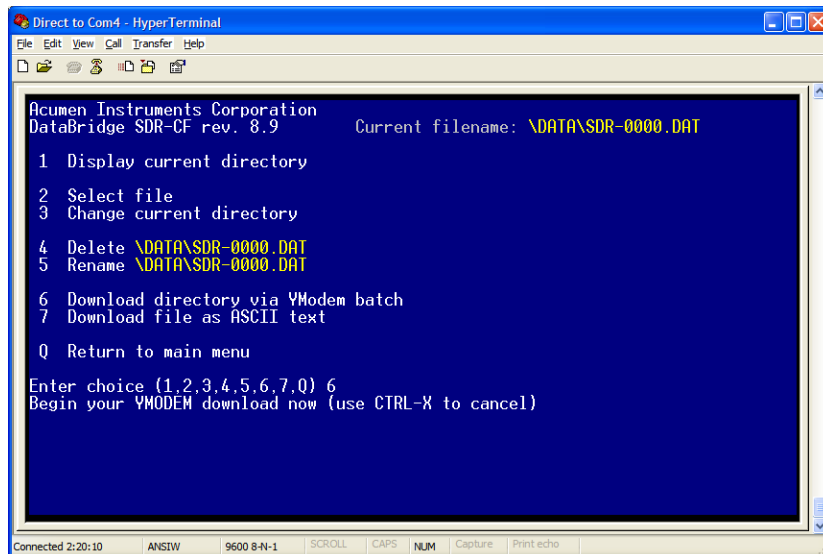 Direct to Com4 - HyperTerminal
File Edit View Call Transfer Help
Acumen Instruments Corporation
DataBridge SDR-CF rev. 8.9 Current filename: \DATA\SDR-0000.DAT
1 Display current directory
2 Select file
3 Change current directory
4 Delete \DATA\SDR-0000.DAT
5 Rename \DATA\SDR-0000.DAT
6 Download directory via YModem batch
7 Download file as ASCII text
Q Return to main menu
Enter choice (1,2,3,4,5,6,7,Q) 6
Begin your YMODEM download now (use CTRL-X to cancel)
Connected 2:20:10 ANSIW 9600 8-N-1 SCROLL CAPS NUM Capture Print echo